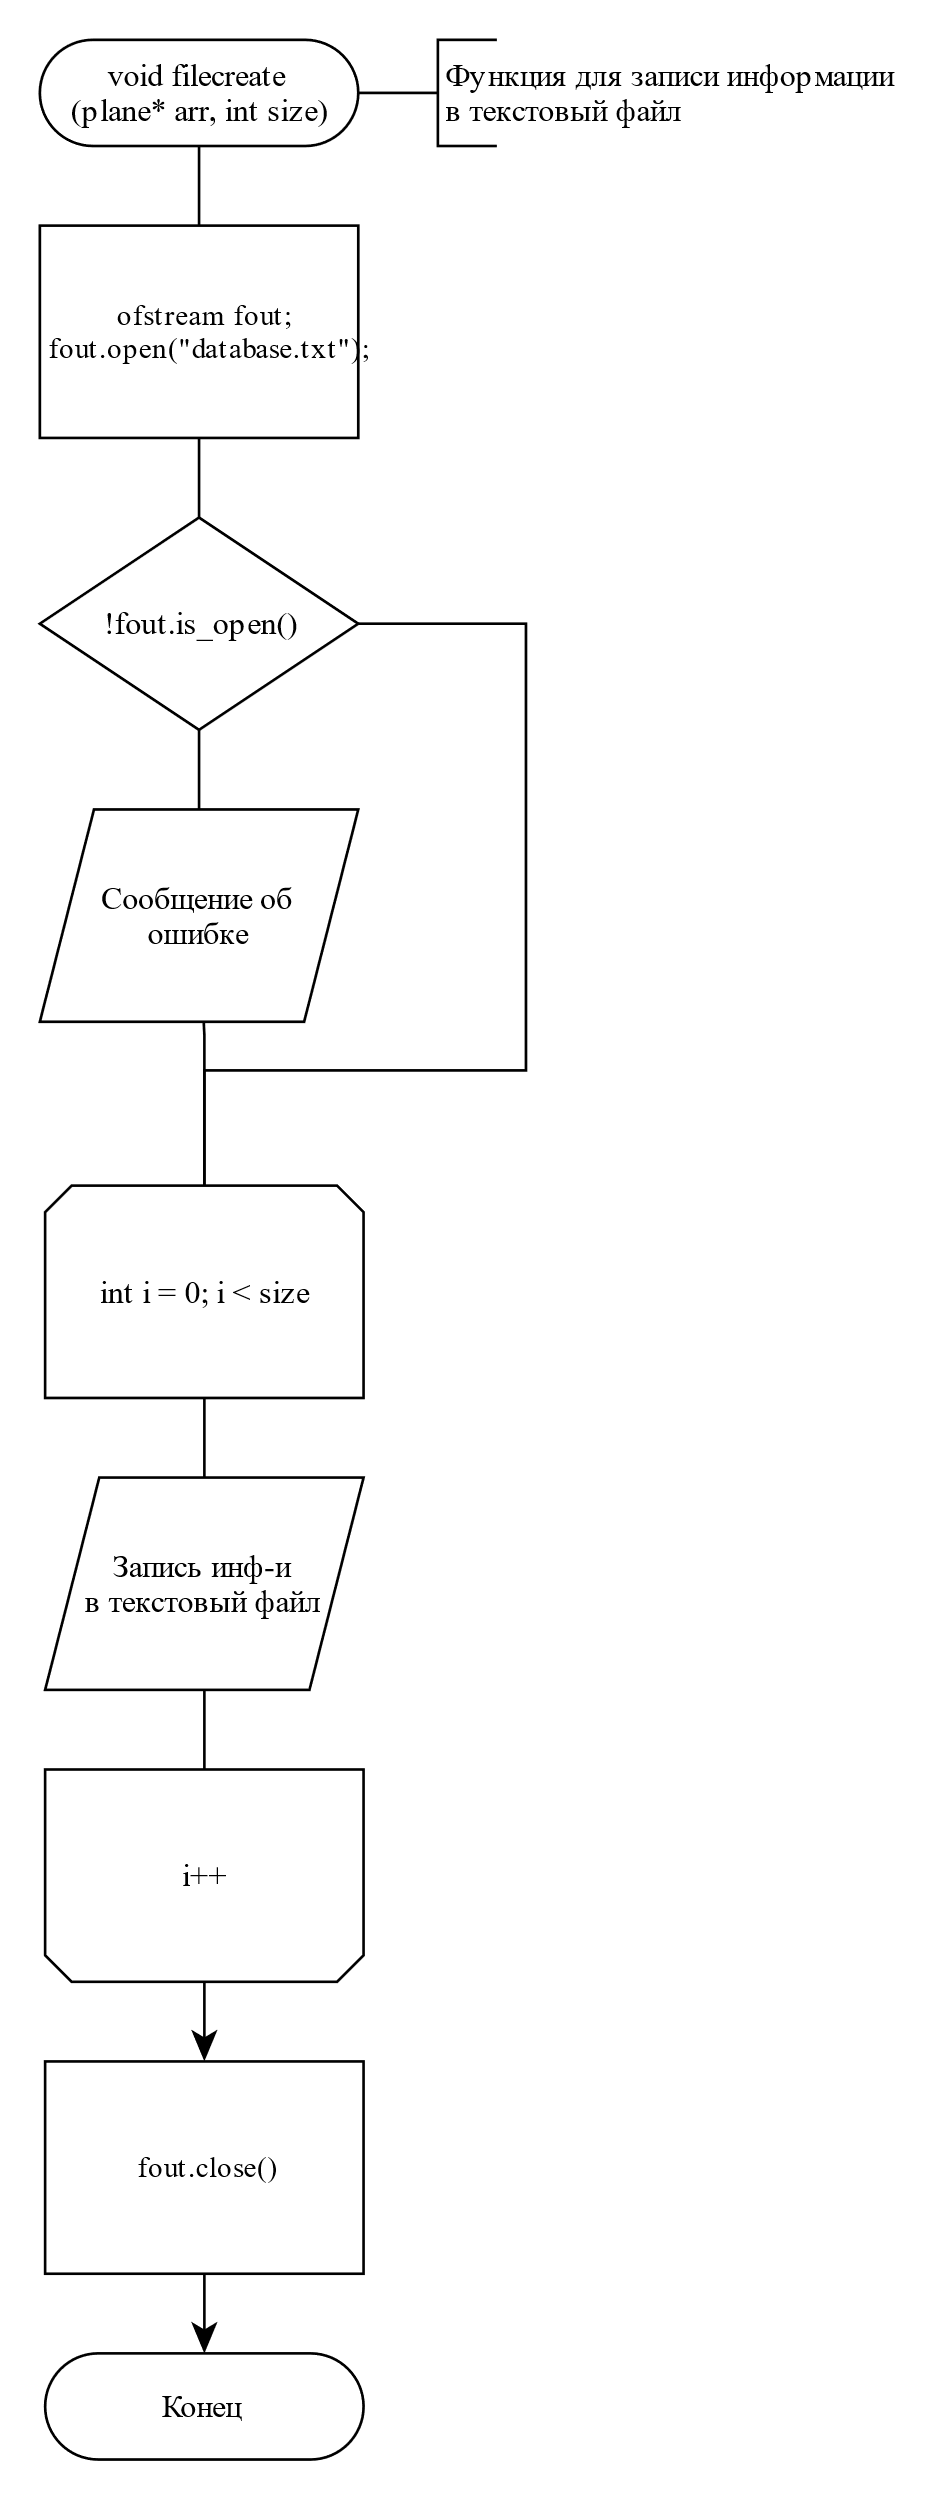 void filecreate
(plane* arr, int size)
Функция для записи информации
в текстовый файл
ofstream fout;
fout.open("database.txt");
!fout.is_open()
Сообщение об
ошибке
int i = 0; i < size
Запись инф-и
в текстовый файл
i++
fout.close()
Конец